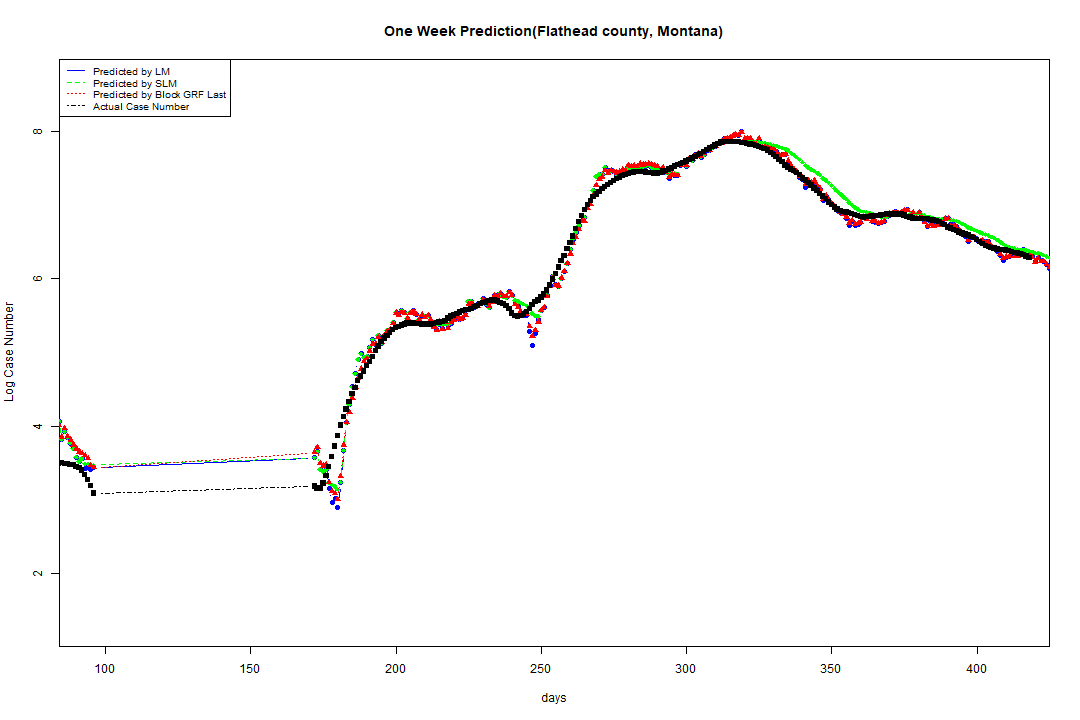 One Week Prediction(Flathead county, Montana)
Predicted by LM
Predicted by SLM
Predicted by Block GRF Last
Actual Case Number
8
6
4
2
Log Case Number
100 150 200 250 300 350 400
days